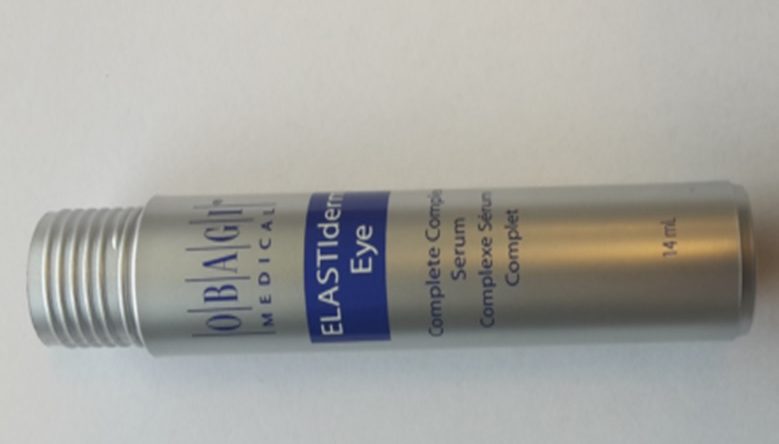 OBAGI®
MEDICAL
ELASTIderm
Eye
Complete Comple
Serum
Complexe Sérum
Complet
14 mL